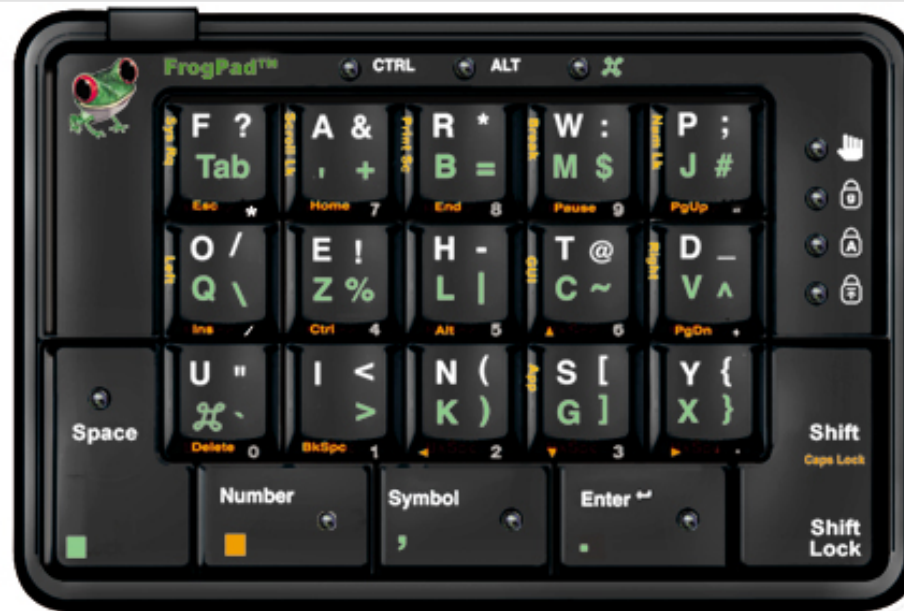 FrogPad™ CTRL ALT ⌘
Sys Rq F ? Scroll Lk A & Print Sc R * Break W : Num Lk P ;
Tab ' + B = M $ J #
Esc * Home 7 End 8 Pause 9 PgUp -
Left O / E ! H - GUI T @ Right D _
Q \ Z % L | C ~ V ^
Ins / Ctrl 4 Alt 5 ▲ 6 PgDn +
U " I < N ( App S [ Y {
⌘ ` > K ) G ] X }
Delete 0 BkSpc 1 ◄ 2 ▼ 3 ► .
Space
Shift
Caps Lock
Number Symbol Enter ↵
Shift
Lock
, .
g
A